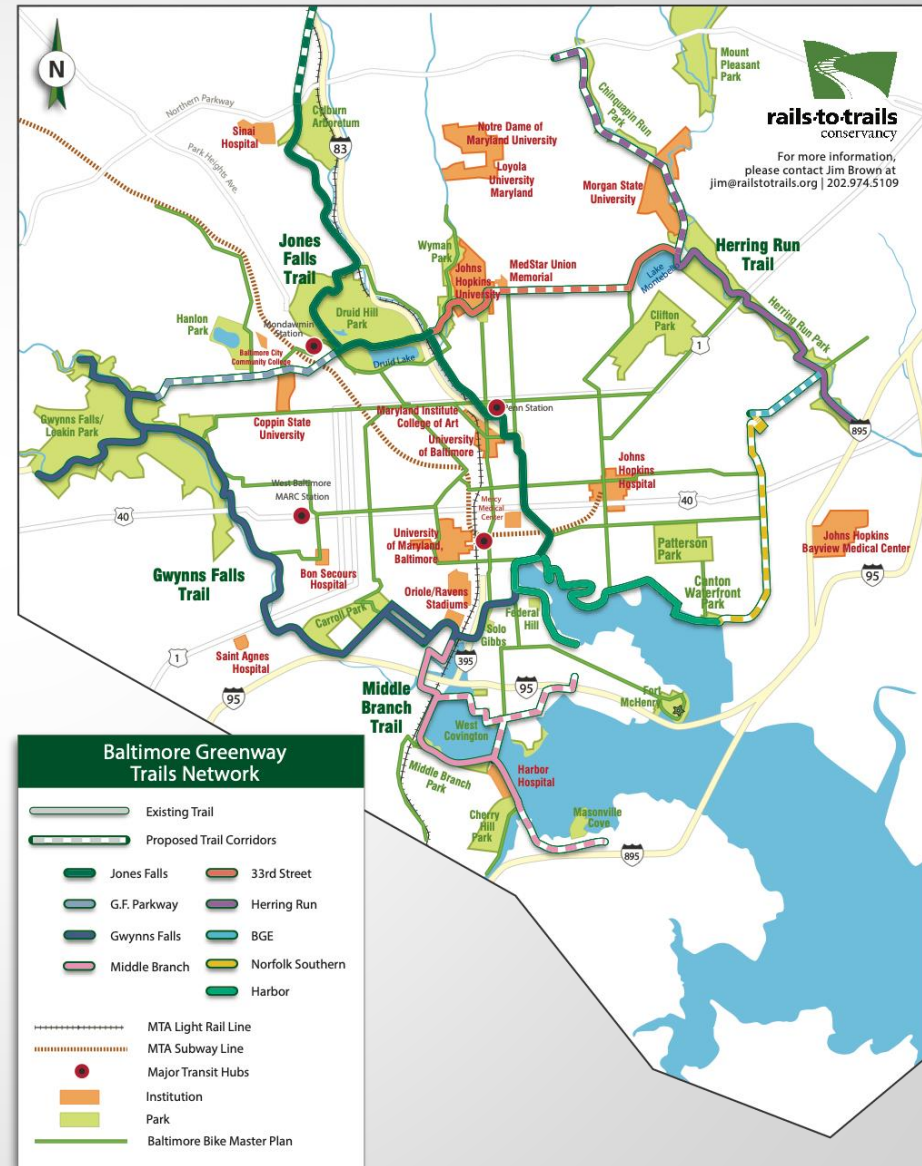 N
rails·to·trails
conservancy
For more information,
please contact Jim Brown at
jim@railstotrails.org | 202.974.5109
Mount
Pleasant
Park
Chinquapin Run
Park
Northern Parkway
Park Heights Ave.
Sinai
Hospital
Cylburn
Arboretum
83
Notre Dame of
Maryland University
Loyola
University
Maryland
Morgan State
University
Jones
Falls
Trail
Wyman
Park
Johns
Hopkins
University
MedStar Union
Memorial
Lake
Montebello
Herring Run
Trail
Herring Run Park
Hanlon
Park
Mondawmin
Station
Baltimore City
Community College
Druid Hill
Park
Druid Lake
Clifton
Park
1
Gwynns Falls/
Leakin Park
Coppin State
University
Maryland Institute
College of Art
Penn Station
University
of Baltimore
895
West Baltimore
MARC Station
Johns
Hopkins
Hospital
40
40
Mercy
Medical
Center
University
of Maryland,
Baltimore
Patterson
Park
Johns Hopkins
Bayview Medical Center
95
Gwynns Falls
Trail
Bon Secours
Hospital
Oriole/Ravens
Stadiums
Canton
Waterfront
Park
Carroll Park
Federal
Hill
Solo
Gibbs
1
Saint Agnes
Hospital
395
95
95
Middle
Branch
Trail
Fort
McHenry
West
Covington
Middle Branch
Park
Harbor
Hospital
Cherry
Hill
Park
Masonville
Cove
895
Baltimore Greenway
Trails Network
Existing Trail
Proposed Trail Corridors
Jones Falls
33rd Street
G.F. Parkway
Herring Run
Gwynns Falls
BGE
Middle Branch
Norfolk Southern
Harbor
MTA Light Rail Line
MTA Subway Line
Major Transit Hubs
Institution
Park
Baltimore Bike Master Plan